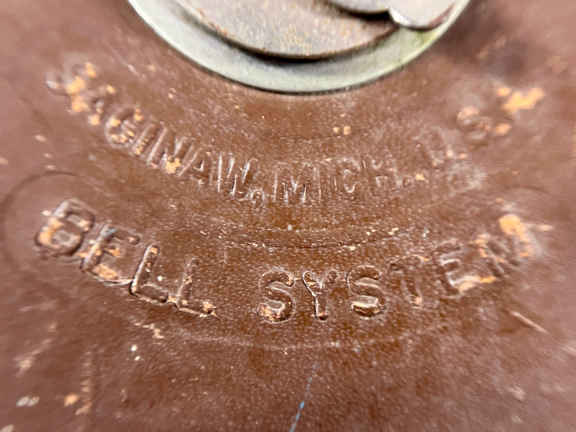 SAGINAW, MICH. U.S.
BELL SYSTEM